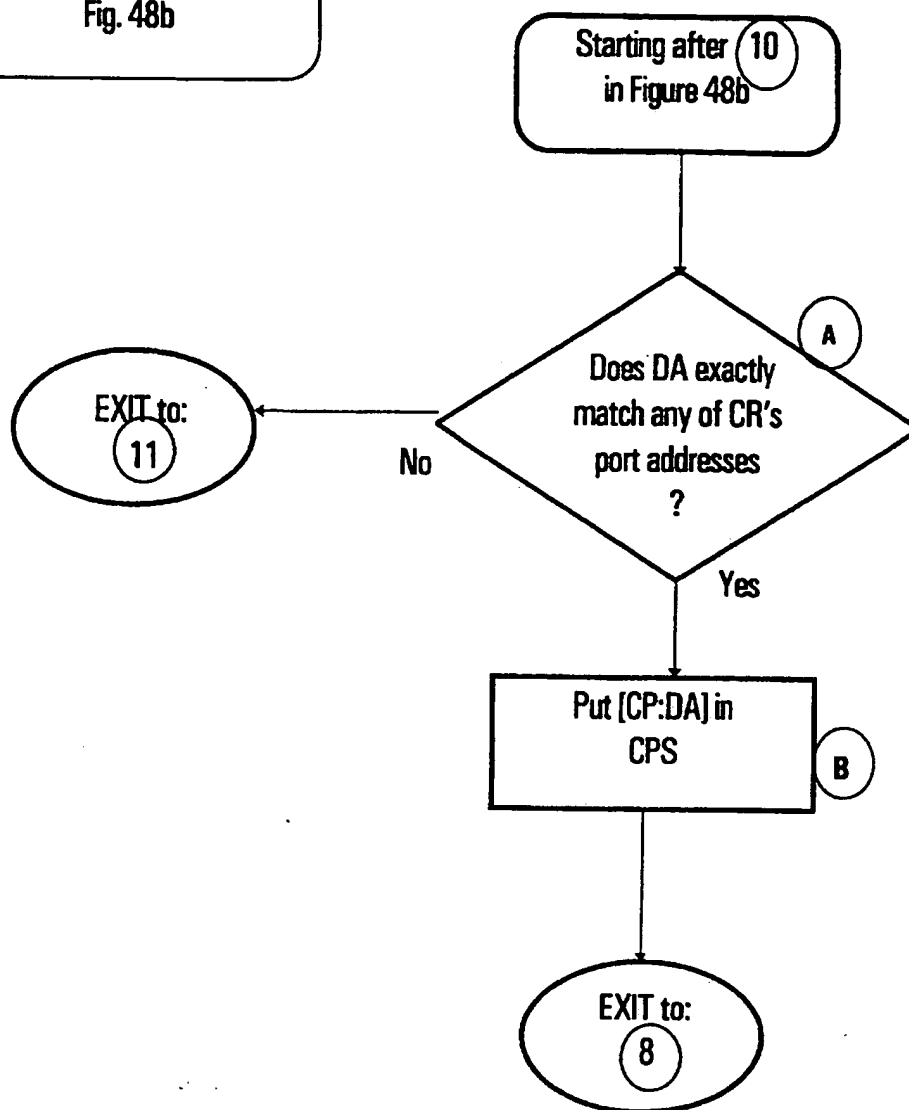 Fig. 48b
Starting after 10
in Figure 48b
A
Does DA exactly
match any of CR's
port addresses
?
EXIT to:
11
No
Yes
Put [CP:DA] in
CPS
B
EXIT to:
8